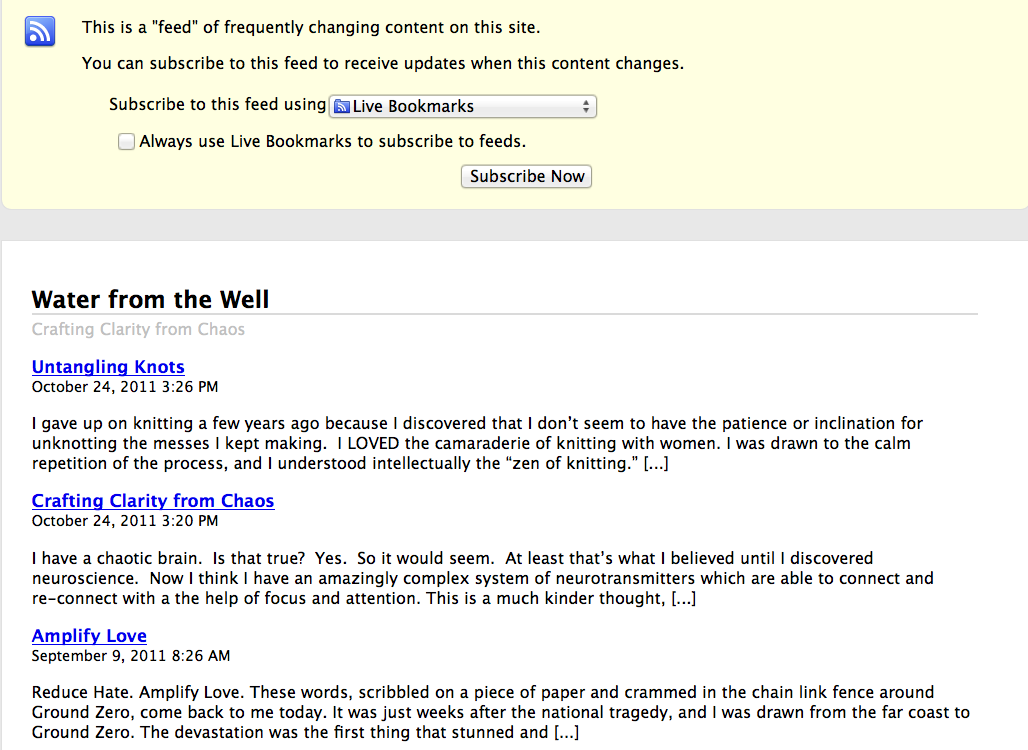 This is a "feed" of frequently changing content on this site.
You can subscribe to this feed to receive updates when this content changes.
Subscribe to this feed using Live Bookmarks
Always use Live Bookmarks to subscribe to feeds.
Subscribe Now
Water from the Well
Crafting Clarity from Chaos
Untangling Knots
October 24, 2011 3:26 PM
I gave up on knitting a few years ago because I discovered that I don’t seem to have the patience or inclination for
unknotting the messes I kept making.  I LOVED the camaraderie of knitting with women. I was drawn to the calm
repetition of the process, and I understood intellectually the “zen of knitting.” [...]
Crafting Clarity from Chaos
October 24, 2011 3:20 PM
I have a chaotic brain.  Is that true?  Yes.  So it would seem.  At least that’s what I believed until I discovered
neuroscience.  Now I think I have an amazingly complex system of neurotransmitters which are able to connect and
re-connect with a the help of focus and attention. This is a much kinder thought, [...]
Amplify Love
September 9, 2011 8:26 AM
Reduce Hate. Amplify Love. These words, scribbled on a piece of paper and crammed in the chain link fence around
Ground Zero, come back to me today. It was just weeks after the national tragedy, and I was drawn from the far coast to
Ground Zero. The devastation was the first thing that stunned and [...]